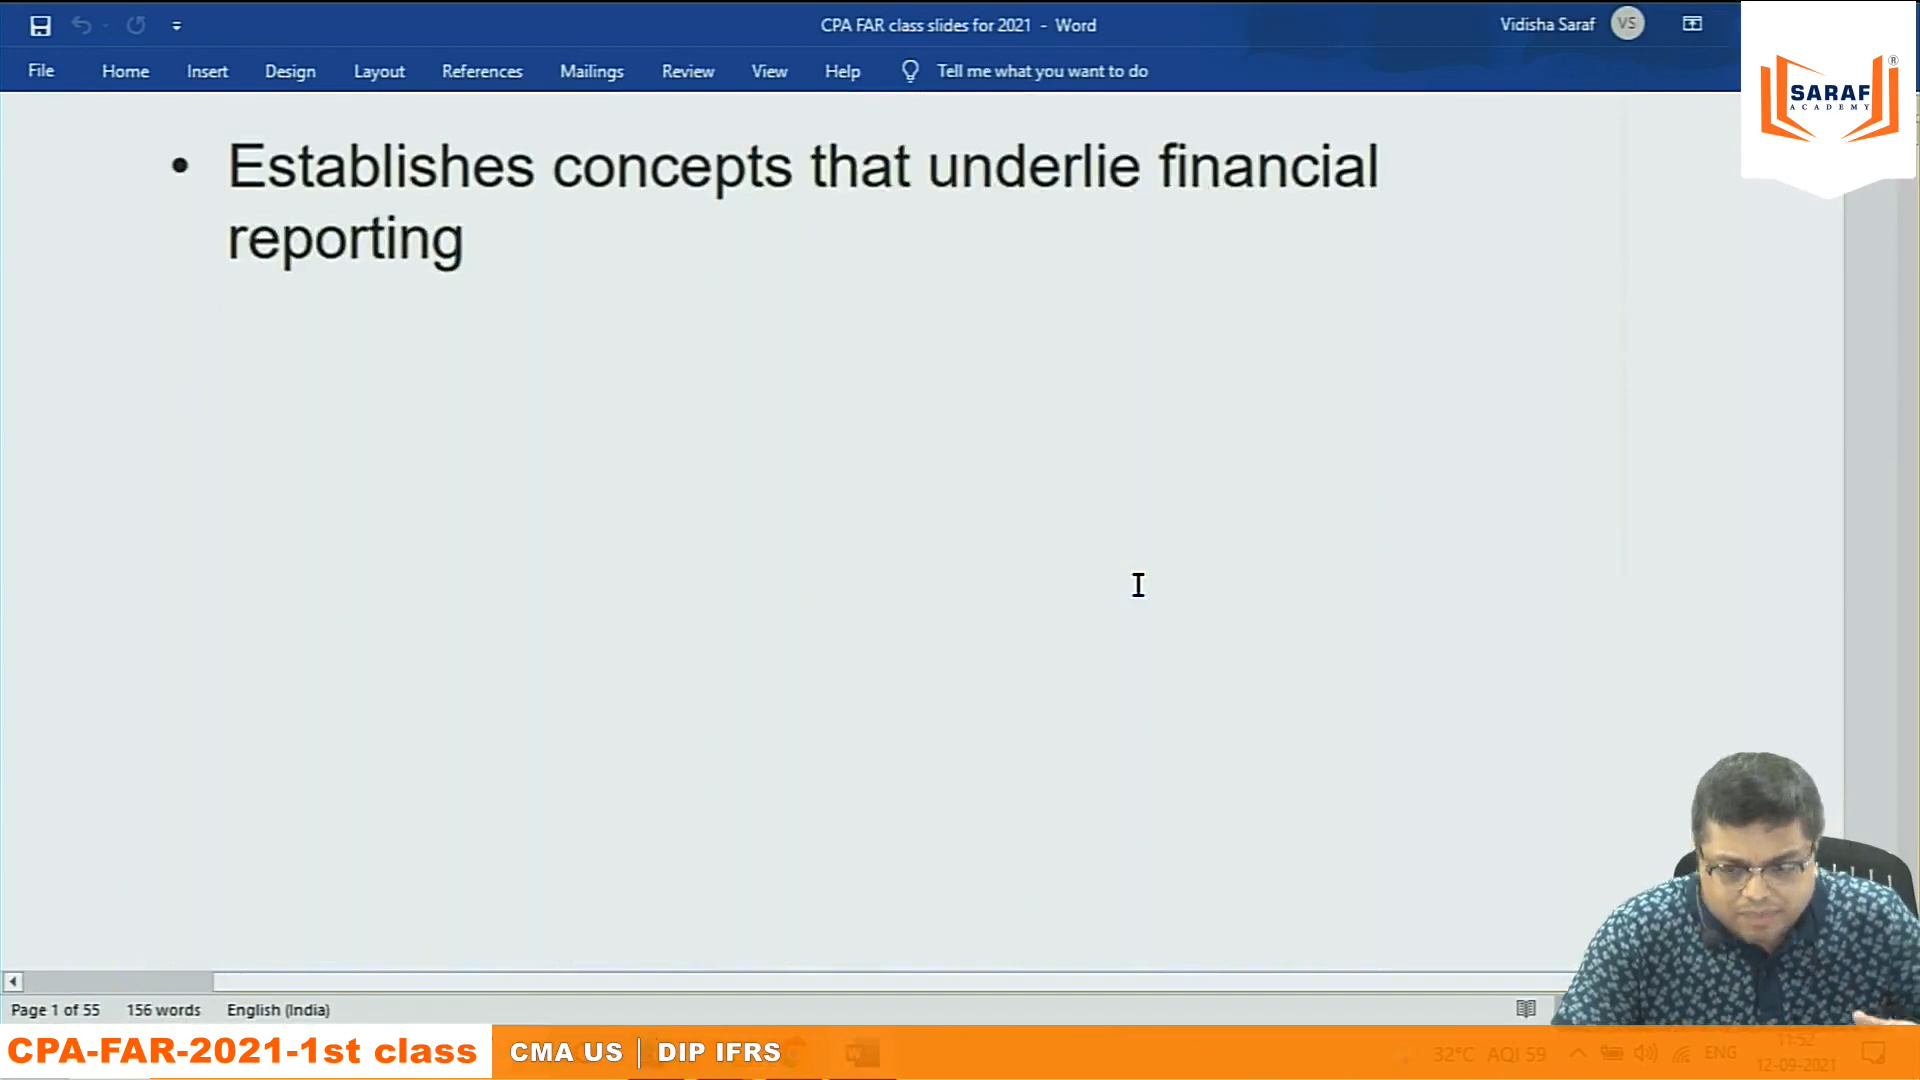 CPA FAR class slides for 2021 - Word
Vidisha Saraf
VS
File Home Insert Design Layout References Mailings Review View Help Tell me what you want to do
SARAF
ACADEMY
®
• Establishes concepts that underlie financial
reporting
Page 1 of 55 156 words English (India)
CPA-FAR-2021-1st class
CMA US | DIP IFRS
32°C AQI 59
ENG
11:52
12-09-2021